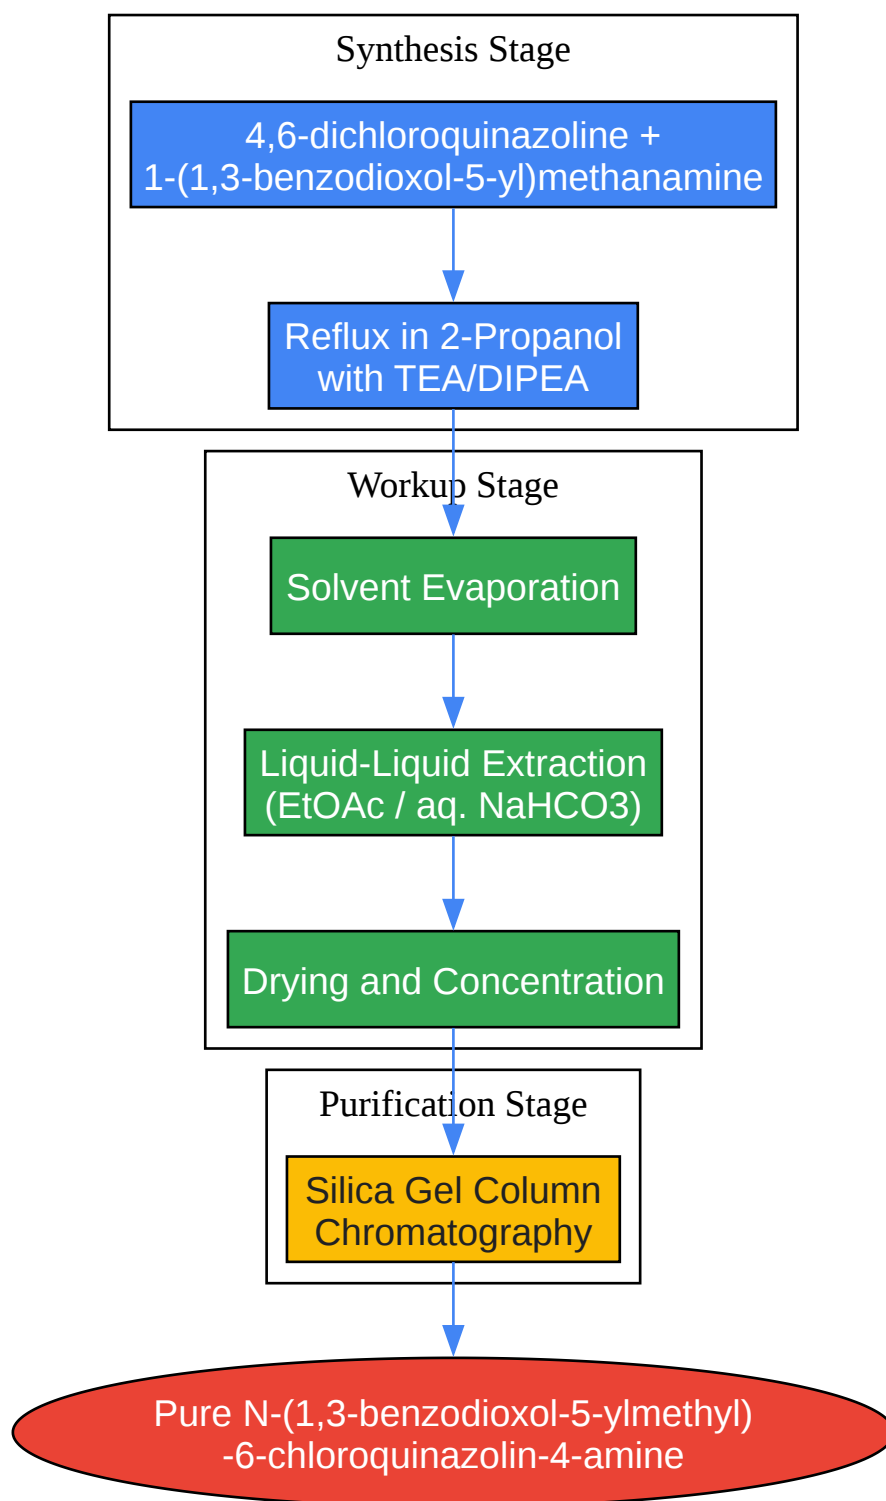 Synthesis Stage
4,6-dichloroquinazoline +
1-(1,3-benzodioxol-5-yl)methanamine
Reflux in 2-Propanol
with TEA/DIPEA
Workup Stage
Solvent Evaporation
Liquid-Liquid Extraction
(EtOAc / aq. NaHCO3)
Drying and Concentration
Purification Stage
Silica Gel Column
Chromatography
Pure N-(1,3-benzodioxol-5-ylmethyl)
-6-chloroquinazolin-4-amine